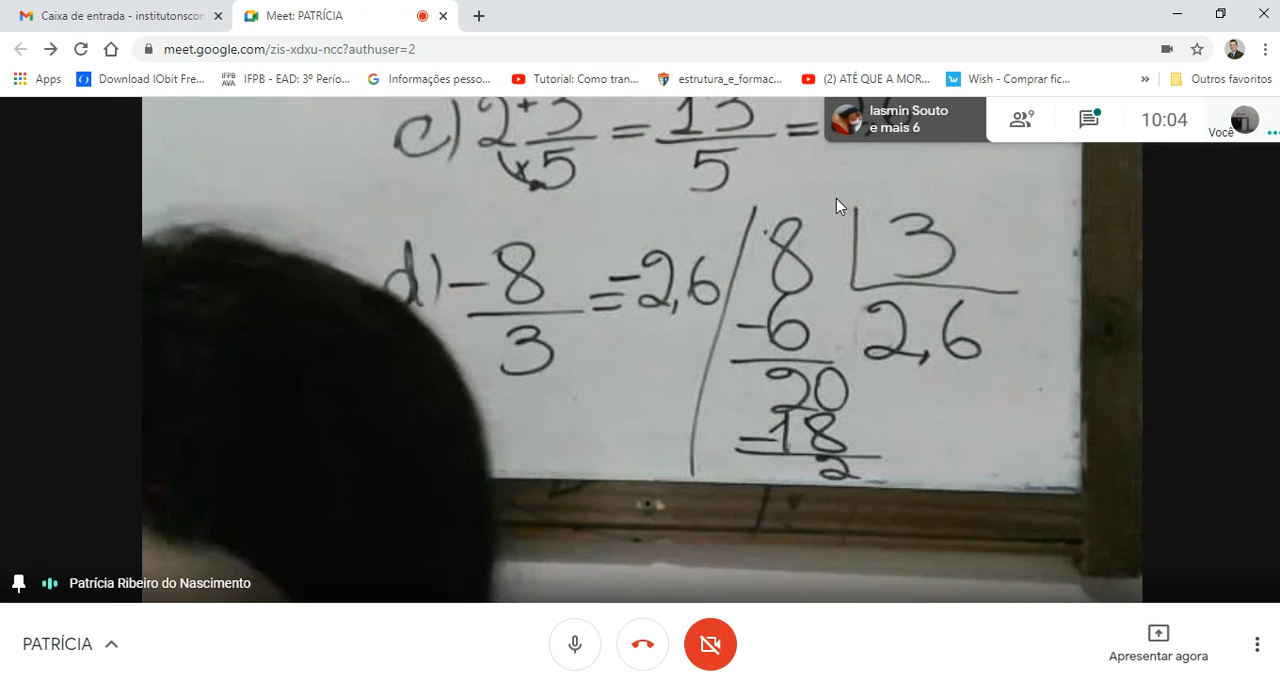 Caixa de entrada - institutonscon
Meet: PATRÍCIA
meet.google.com/zis-xdxu-ncc?authuser=2
Apps
Download IObit Fre...
IFPB AVA
IFPB - EAD: 3º Perío...
Informações pesso...
Tutorial: Como tran...
estrutura_e_formac...
(2) ATÉ QUE A MOR...
Wish - Comprar fic...
»
Outros favoritos
Iasmin Souto
e mais 6
9
10:04
Você
c) 2 + 3/5 = 13/5 =
x
d) -8/3 = -2,6
8 3
-6 2,6
20
-18
2
Patrícia Ribeiro do Nascimento
PATRÍCIA
Apresentar agora